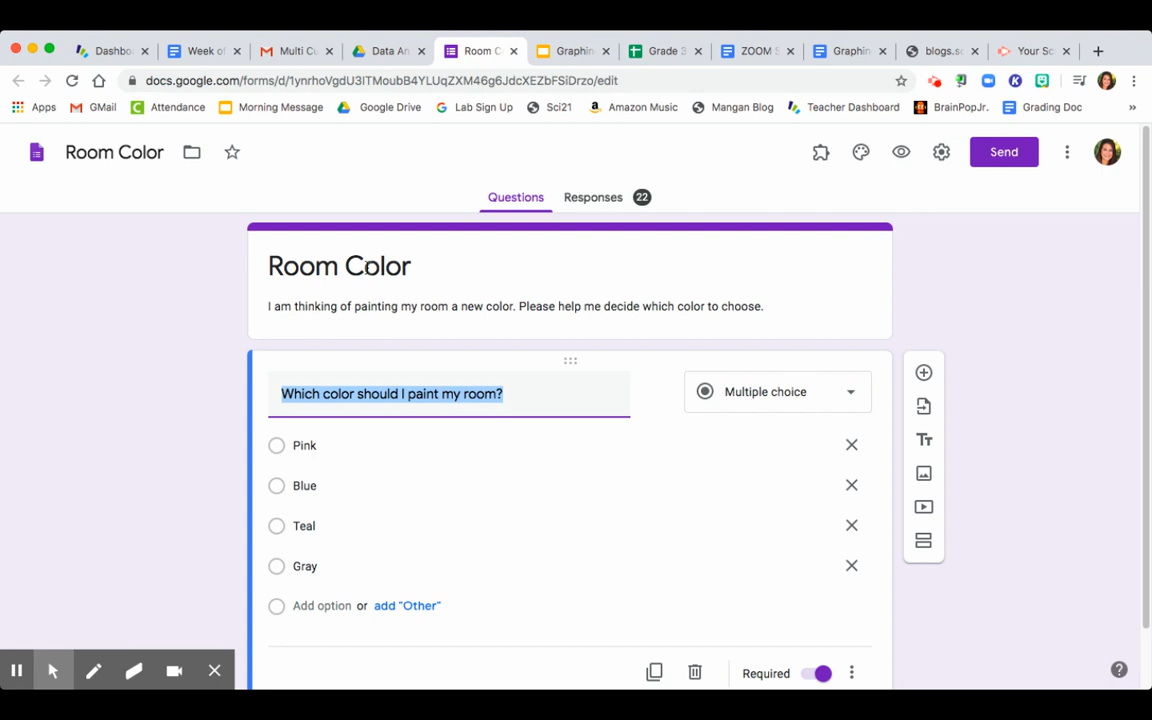 Dashbo
Week of
Multi Cu
Data An
Room C
Graphin
Grade 3
ZOOM S
Graphin
blogs.sc
Your Sc
docs.google.com/forms/d/1ynrhoVgdU3ITMoubB4YLUqZXM46g6JdcXEZbFSiDrzo/edit
Apps
GMail
Attendance
Morning Message
Google Drive
Lab Sign Up
Sci21
Amazon Music
Mangan Blog
Teacher Dashboard
BrainPopJr.
Grading Doc
»
Room Color
Send
Questions
Responses 22
Room Color
I am thinking of painting my room a new color. Please help me decide which color to choose.
Which color should I paint my room?
Multiple choice
Pink
Blue
Teal
Gray
Add option or add "Other"
Required